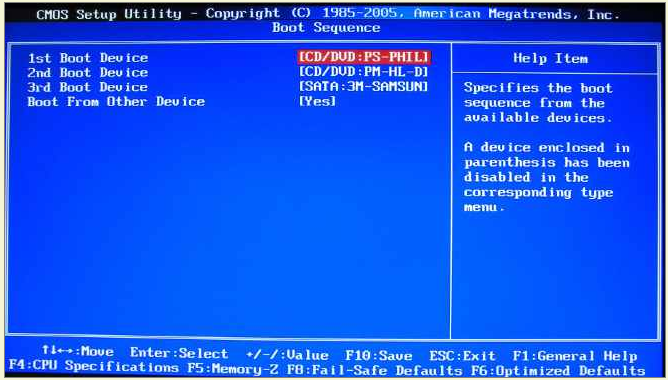 CMOS Setup Utility - Copyright (C) 1985-2005, American Megatrends, Inc.
Boot Sequence
1st Boot Device [CD/DVD:PS-PHIL]
2nd Boot Device [CD/DVD:PM-HL-D]
3rd Boot Device [SATA:3M-SAMSUN]
Boot From Other Device [Yes]
Help Item
Specifies the boot
sequence from the
available devices.
A device enclosed in
parenthesis has been
disabled in the
corresponding type
menu.
↑↓←→:Move Enter:Select +/-/:Value F10:Save ESC:Exit F1:General Help
F4:CPU Specifications F5:Memory-Z F8:Fail-Safe Defaults F6:Optimized Defaults